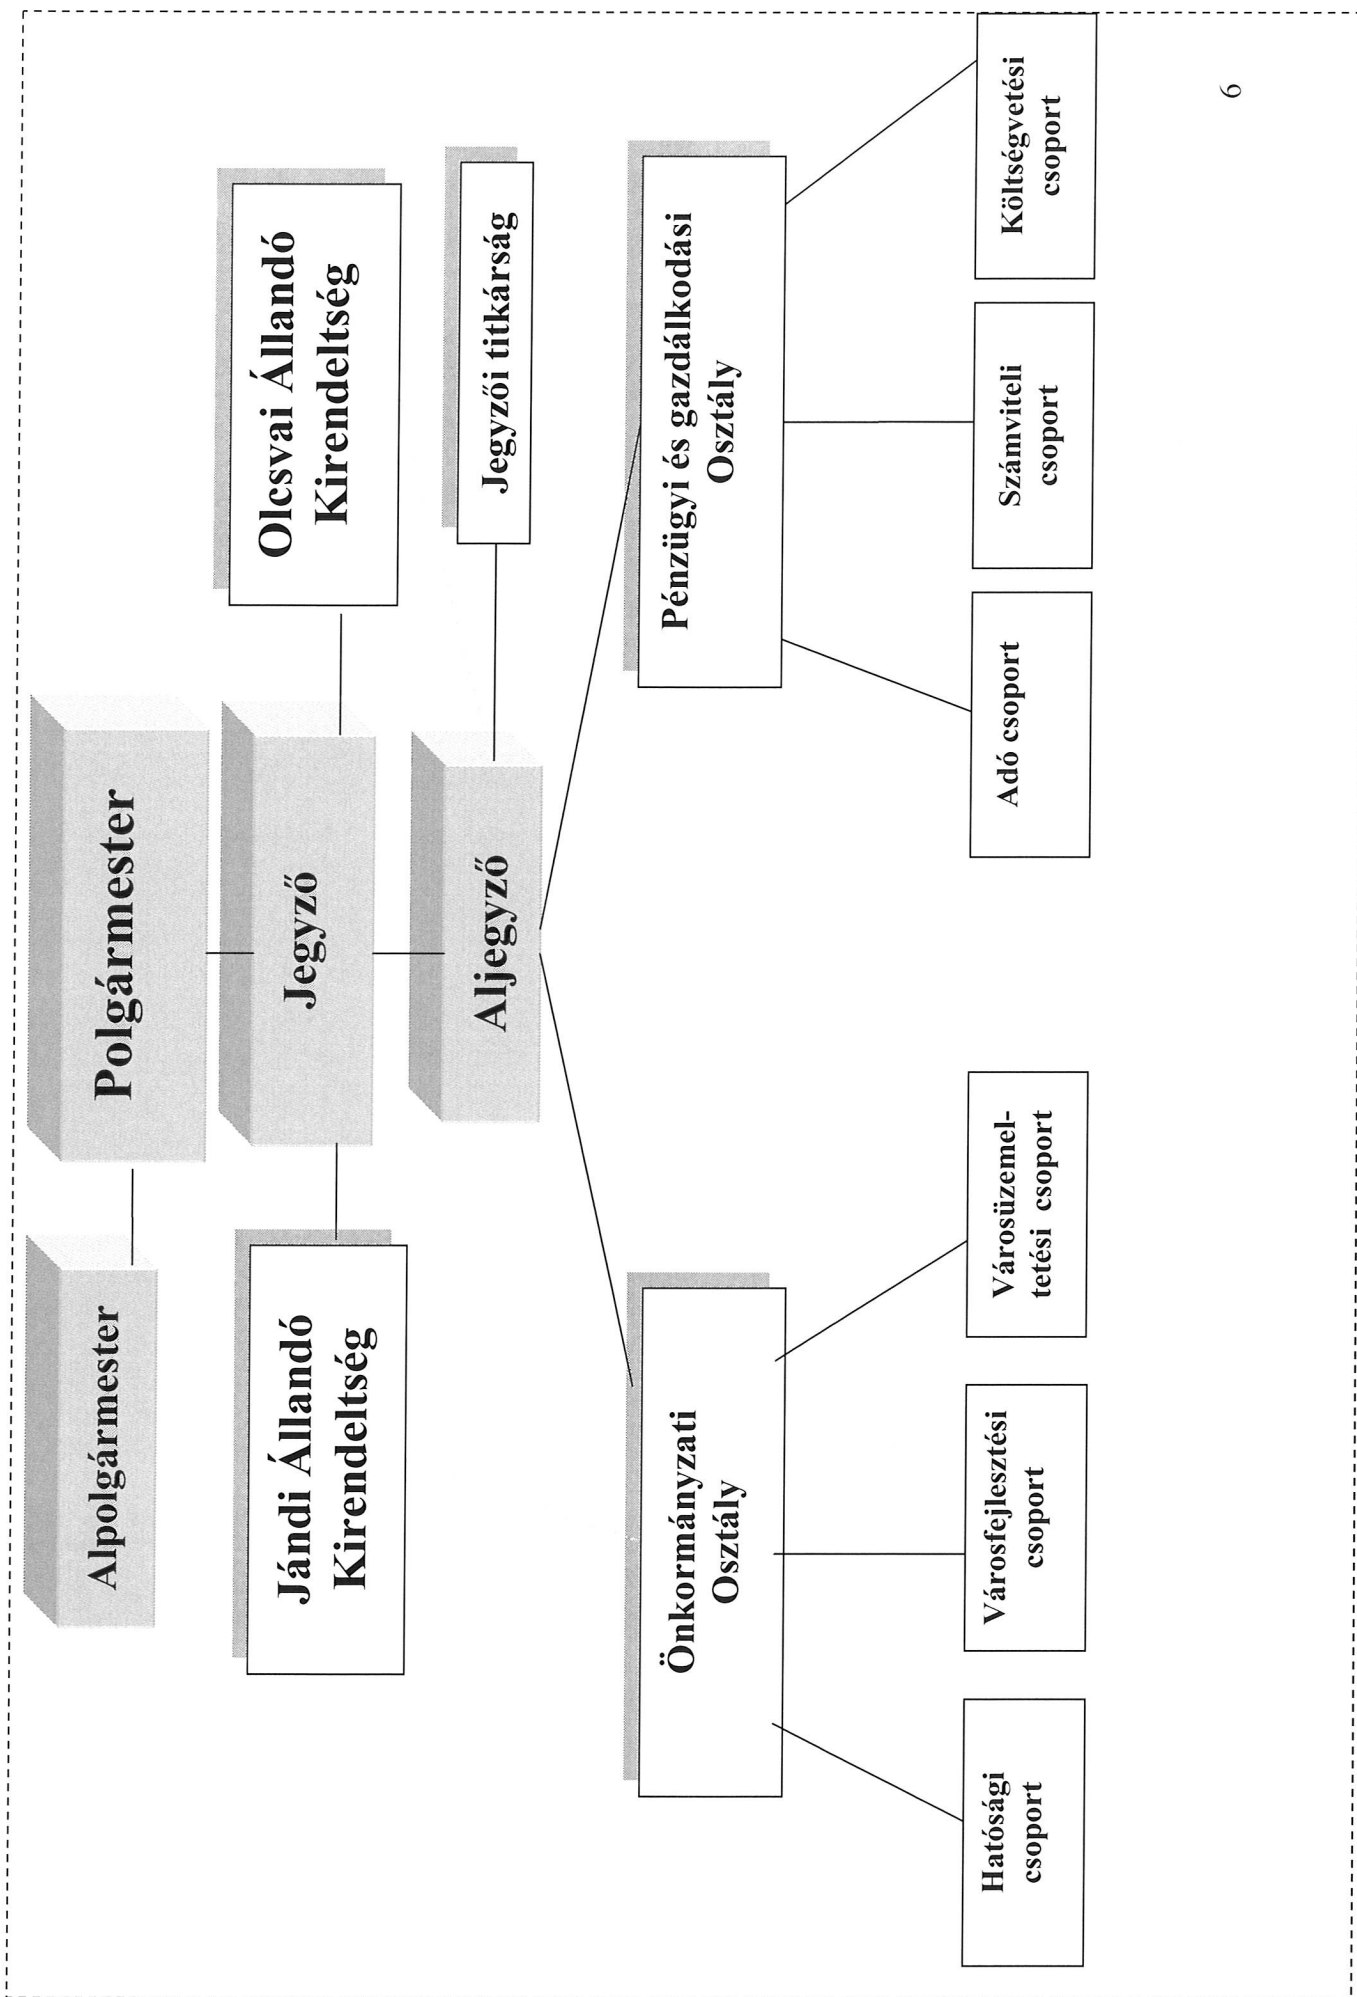 Alpolgármester
Polgármester
Jándi Állandó
Kirendeltség
Jegyző
Olcsvai Állandó
Kirendeltség
Aljegyző
Jegyzői titkárság
Önkormányzati
Osztály
Pénzügyi és gazdálkodási
Osztály
Hatósági
csoport
Városfejlesztési
csoport
Városüzemel-
tetési csoport
Adó csoport
Számviteli
csoport
Költségvetési
csoport
6